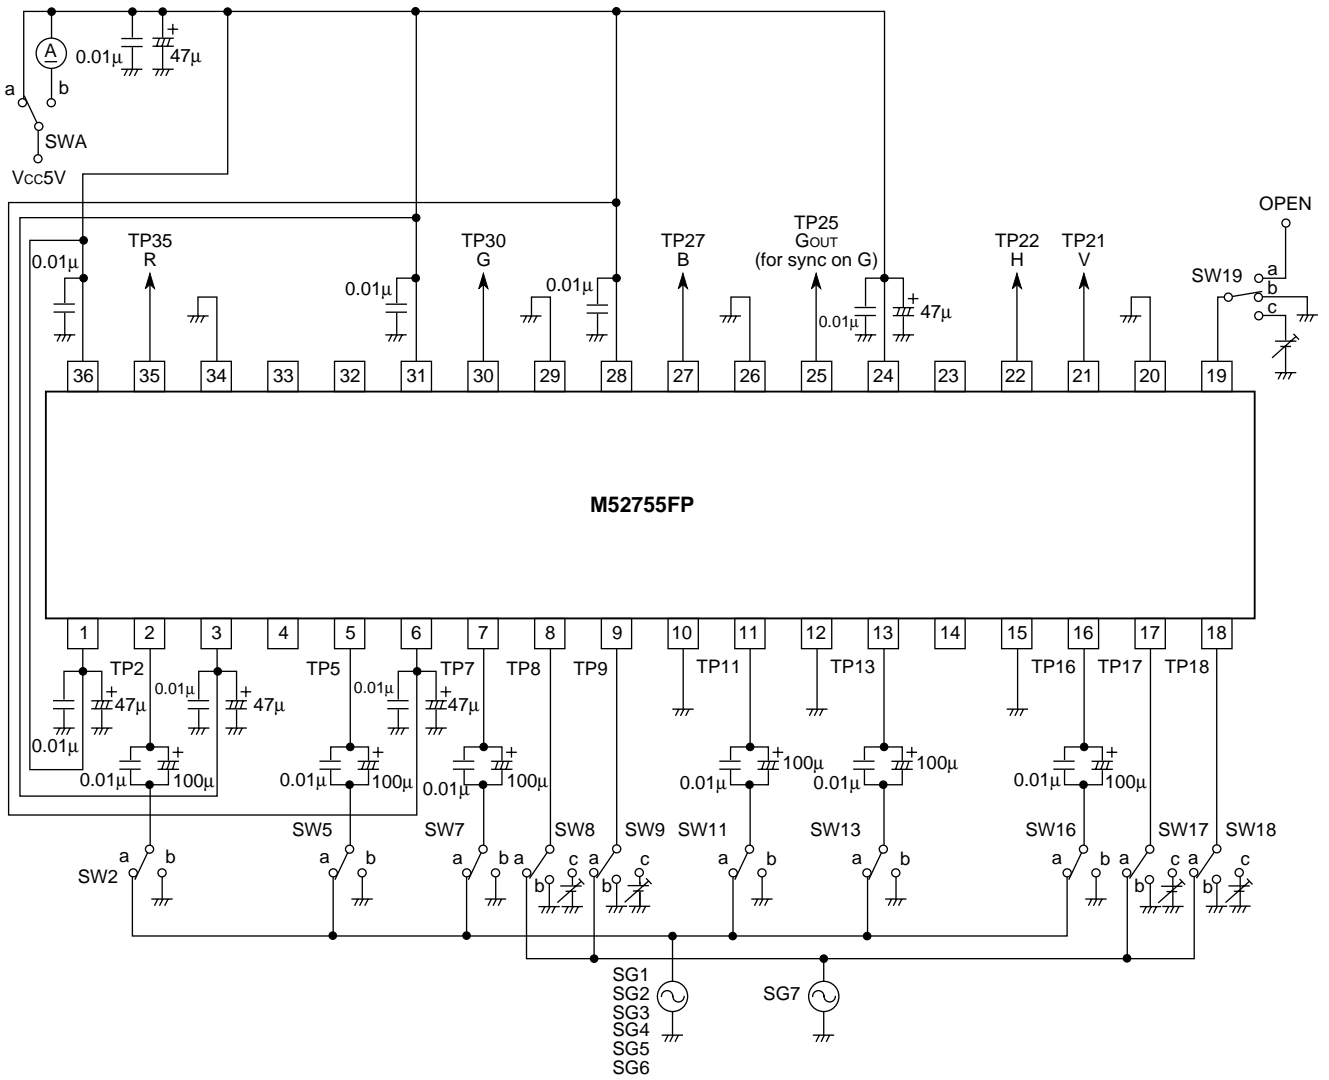 A
0.01μ
+
47μ
a
b
SWA
Vcc5V
OPEN
TP35
R
TP30
G
TP27
B
TP25
GOUT
(for sync on G)
TP22
H
TP21
V
SW19
a
b
c
0.01μ
0.01μ
0.01μ
0.01μ
+
47μ
36
35
34
33
32
31
30
29
28
27
26
25
24
23
22
21
20
19
M52755FP
1
2
3
4
5
6
7
8
9
10
11
12
13
14
15
16
17
18
TP2
TP5
TP7
TP8
TP9
TP11
TP13
TP16
TP17
TP18
0.01μ
+
47μ
0.01μ
+
47μ
0.01μ
+
47μ
0.01μ
+
100μ
0.01μ
+
100μ
0.01μ
+
100μ
0.01μ
+
100μ
0.01μ
+
100μ
0.01μ
+
100μ
SW2
a
b
SW5
a
b
SW7
a
b
SW8
a
b
c
SW9
a
b
c
SW11
a
b
SW13
a
b
SW16
a
b
SW17
a
b
c
SW18
a
b
c
SG1
SG2
SG3
SG4
SG5
SG6
SG7